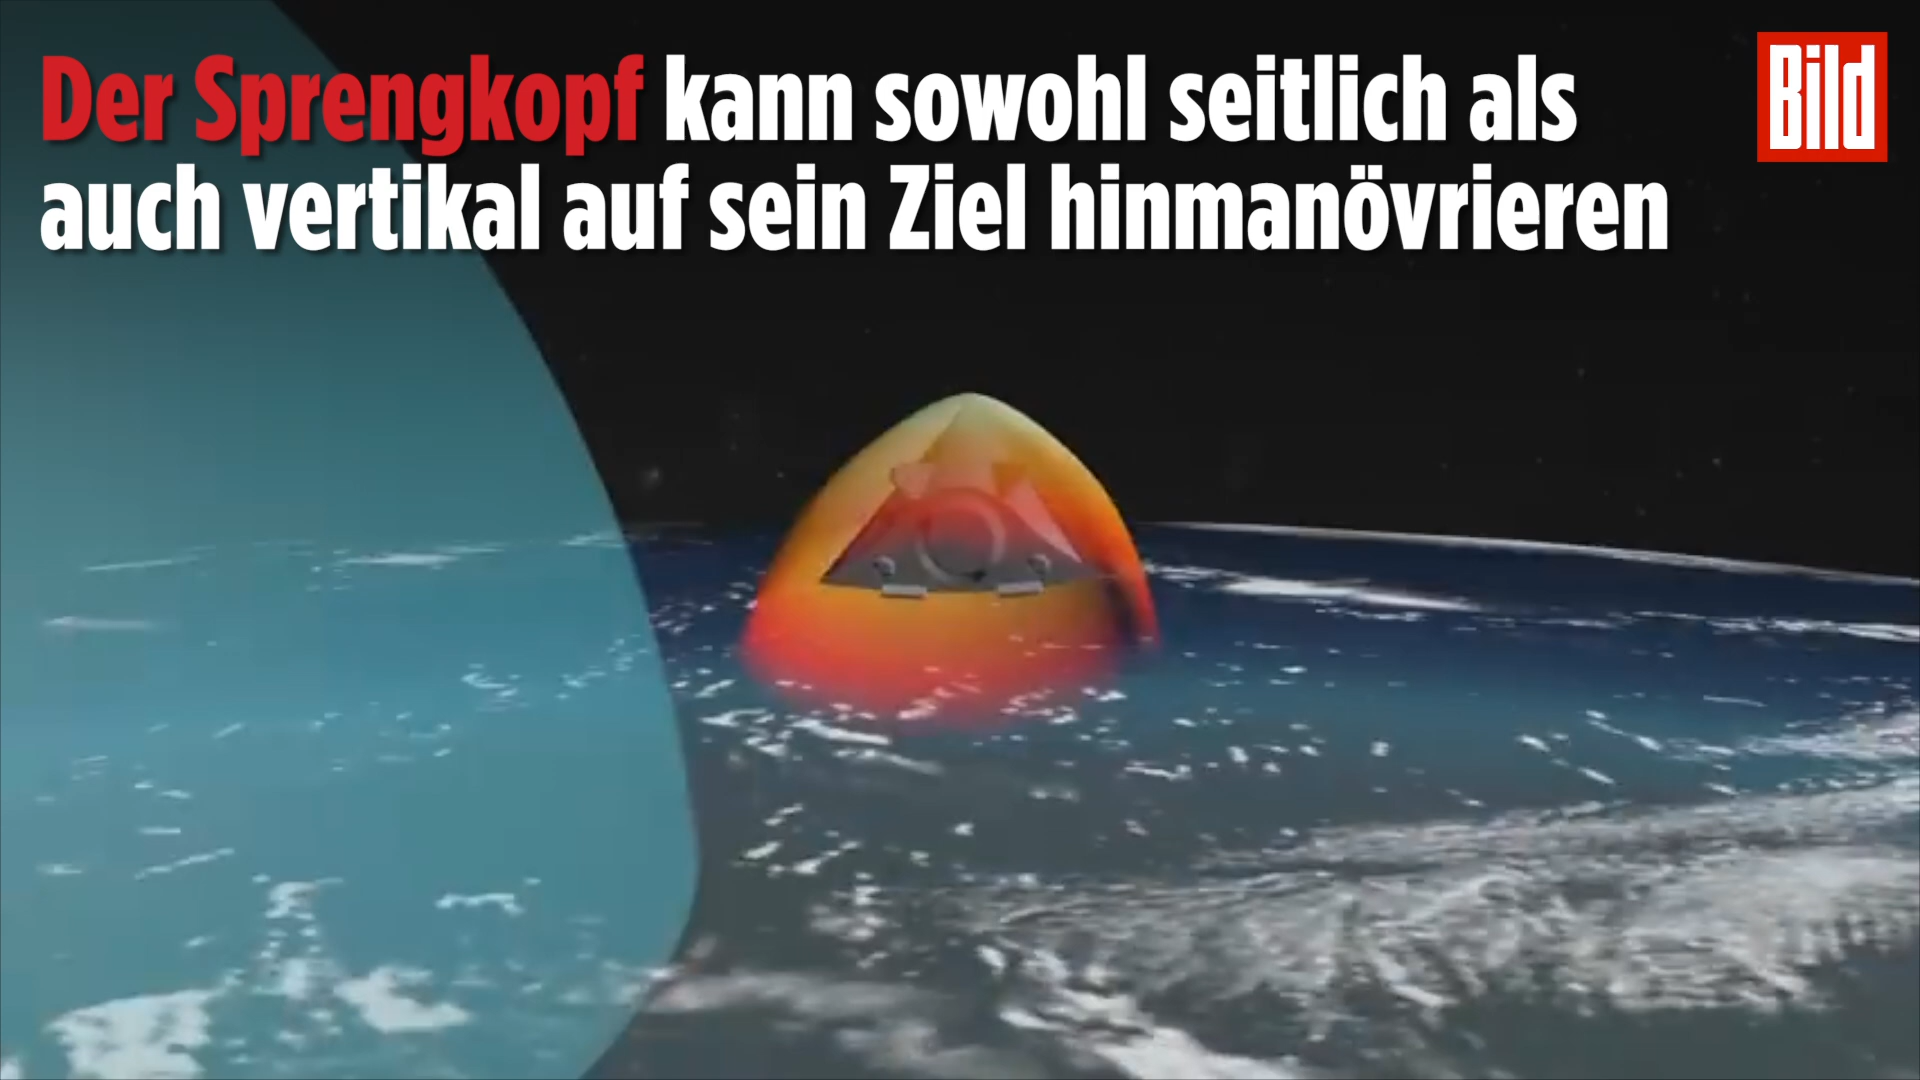 Der Sprengkopf kann sowohl seitlich als
auch vertikal auf sein Ziel hinmanövrieren
Bild